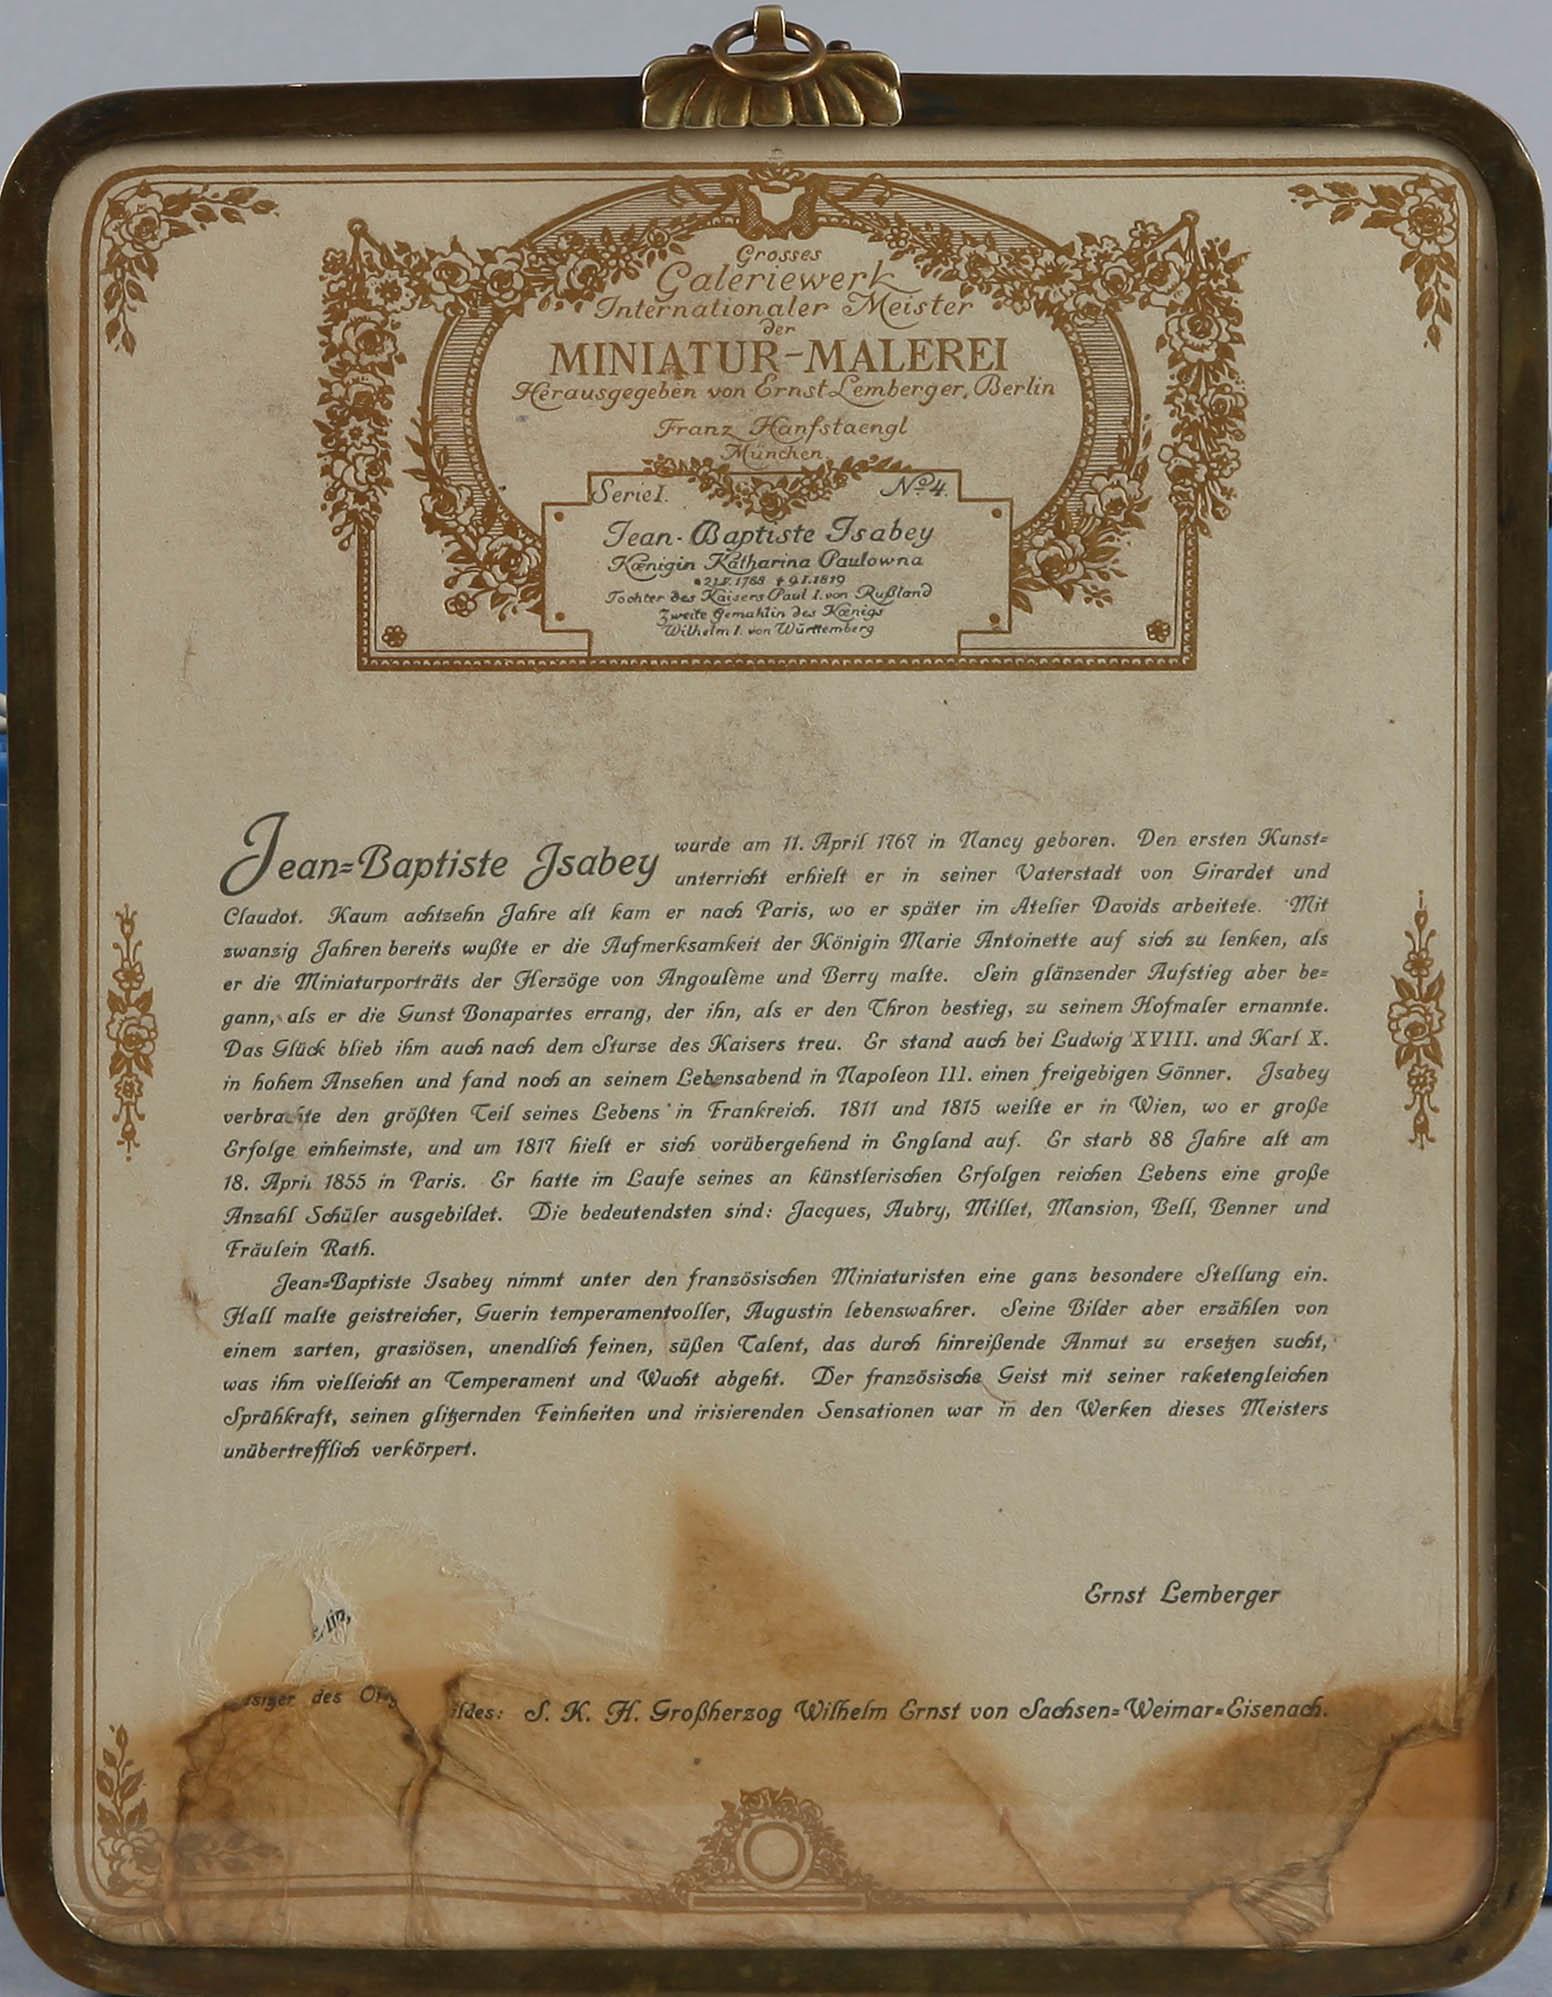 Grosses
Galeriewerk
Internationaler Meister
der
MINIATUR-MALEREI
Herausgegeben von Ernst Lemberger, Berlin
Franz Hanfstaengl
München
Serie I. No 4.
Jean-Baptiste Isabey
Kœnigin Katharina Paulowna
* 21.V.1788 † 9.I.1819
Tochter des Kaisers Paul I. von Rußland
Zweite Gemahlin des Kœnigs
Wilhelm I. von Württemberg
Jean=Baptiste Isabey wurde am 11. April 1767 in Nancy geboren. Den ersten Kunst=
unterricht erhielt er in seiner Vaterstadt von Girardet und
Claudot. Kaum achtzehn Jahre alt kam er nach Paris, wo er später im Atelier Davids arbeitete. Mit
zwanzig Jahren bereits wußte er die Aufmerksamkeit der Königin Marie Antoinette auf sich zu lenken, als
er die Miniaturporträts der Herzöge von Angoulème und Berry malte. Sein glänzender Aufstieg aber be=
gann, als er die Gunst Bonapartes errang, der ihn, als er den Thron bestieg, zu seinem Hofmaler ernannte.
Das Glück blieb ihm auch nach dem Sturze des Kaisers treu. Er stand auch bei Ludwig XVIII. und Karl X.
in hohem Ansehen und fand noch an seinem Lebensabend in Napoleon III. einen freigebigen Gönner. Isabey
verbrachte den größten Teil seines Lebens in Frankreich. 1811 und 1815 weilte er in Wien, wo er große
Erfolge einheimste, und um 1817 hielt er sich vorübergehend in England auf. Er starb 88 Jahre alt am
18. April 1855 in Paris. Er hatte im Laufe seines an künstlerischen Erfolgen reichen Lebens eine große
Anzahl Schüler ausgebildet. Die bedeutendsten sind: Jacques, Aubry, Millet, Mansion, Bell, Benner und
Fräulein Rath.
Jean=Baptiste Isabey nimmt unter den französischen Miniaturisten eine ganz besondere Stellung ein.
Hall malte geistreicher, Guerin temperamentvoller, Augustin lebenswahrer. Seine Bilder aber erzählen von
einem zarten, graziösen, unendlich feinen, süßen Talent, das durch hinreißende Anmut zu ersetzen sucht,
was ihm vielleicht an Temperament und Wucht abgeht. Der französische Geist mit seiner raketengleichen
Sprühkraft, seinen glitzernden Feinheiten und irisierenden Sensationen war in den Werken dieses Meisters
unübertrefflich verkörpert.
Ernst Lemberger
des ildes: S. K. H. Großherzog Wilhelm Ernst von Sachsen=Weimar=Eisenach.